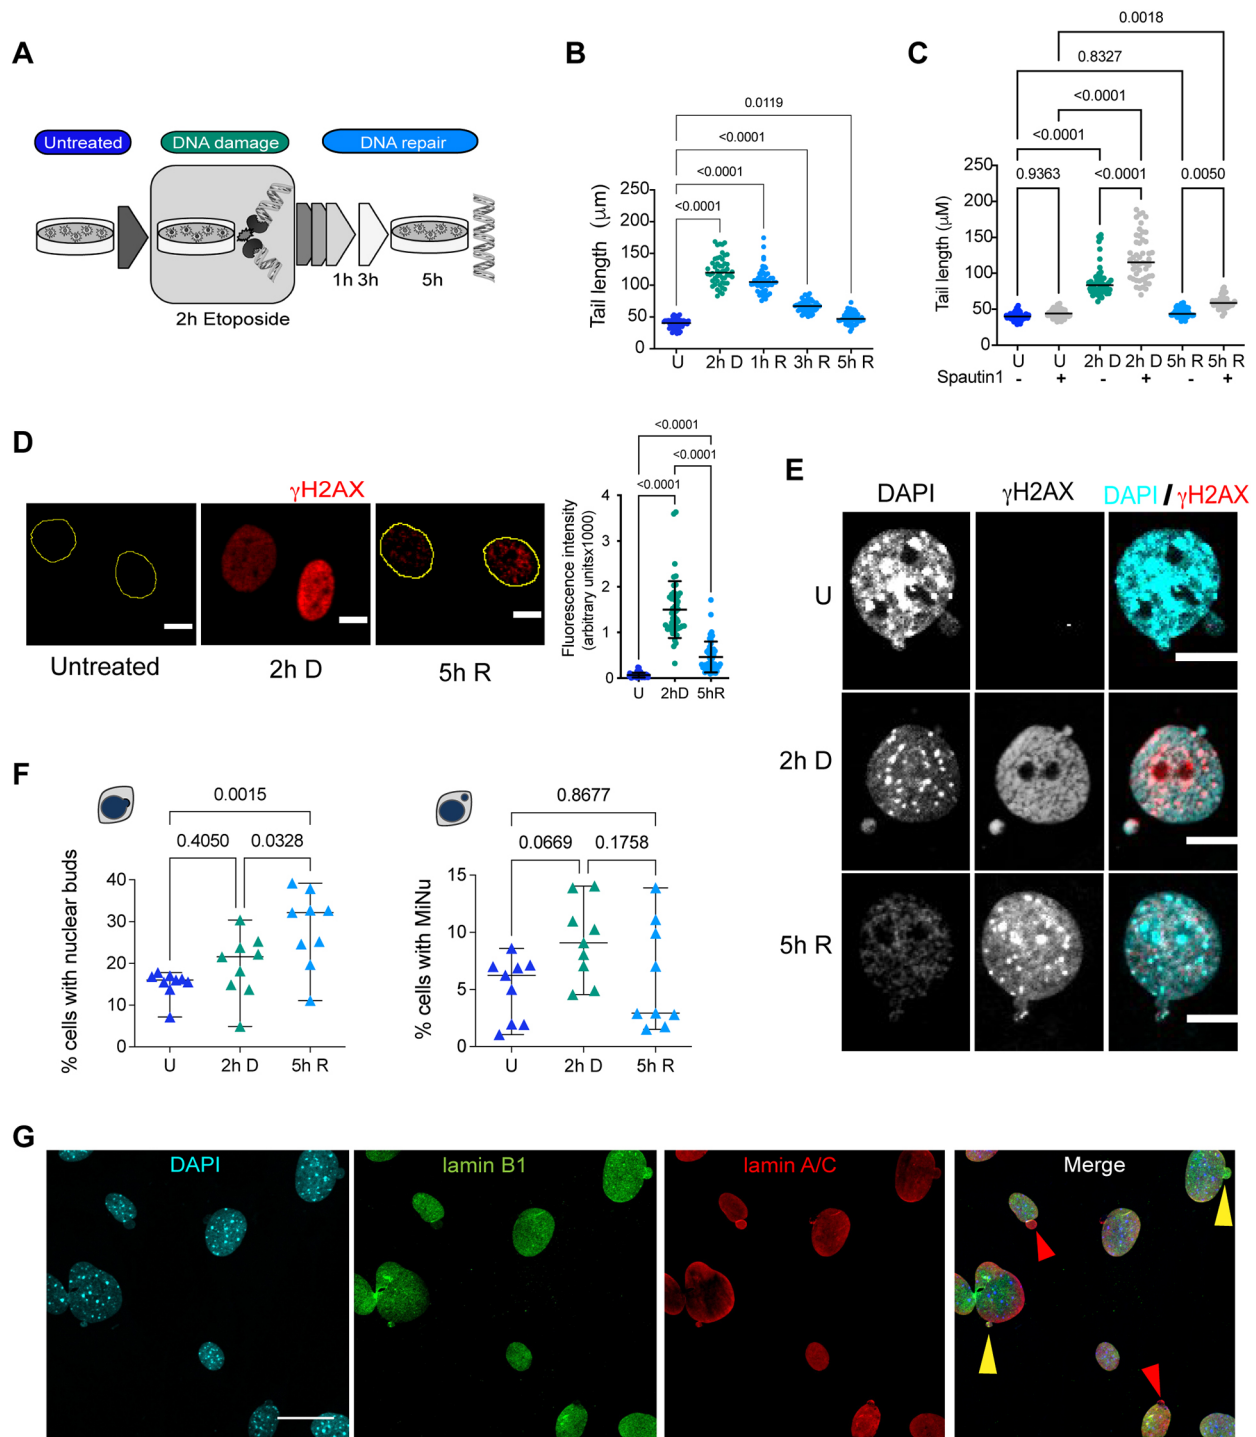 A
Untreated
DNA damage
DNA repair
1h 3h
5h
2h Etoposide
B
0.0119
<0.0001
<0.0001
<0.0001
Tail length (μm)
250
200
150
100
50
0
U
2h D
1h R
3h R
5h R
C
0.0018
0.8327
<0.0001
<0.0001
0.9363
<0.0001
0.0050
Tail length (μM)
250
200
150
100
50
0
U
U
2h D
2h D
5h R
5h R
Spautin1
-
+
-
+
-
+
D
γH2AX
Untreated
2h D
5h R
<0.0001
<0.0001
<0.0001
Fluorescence intensity
(arbitrary unitsx1000)
4
3
2
1
0
U
2hD
5hR
E
DAPI
γH2AX
DAPI / γH2AX
U
2h D
5h R
F
0.0015
0.4050
0.0328
% cells with nuclear buds
40
30
20
10
0
U
2h D
5h R
0.8677
0.0669
0.1758
% cells with MiNu
15
10
5
0
U
2h D
5h R
G
DAPI
lamin B1
lamin A/C
Merge